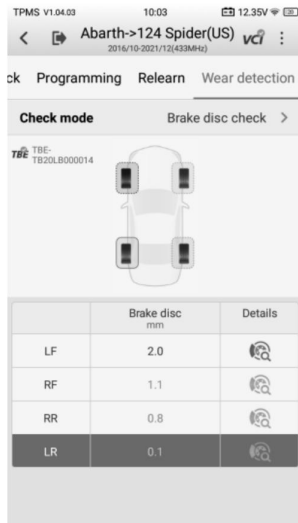 TPMS V1.04.03 10:03 12.35V
Abarth->124 Spider(US) VCI
2016/10-2021/12(433MHz)
ck Programming Relearn Wear detection
Check mode Brake disc check >
TBE TBE-
TB20LB000014
Brake disc Details
mm
LF 2.0
RF 1.1
RR 0.8
LR 0.1